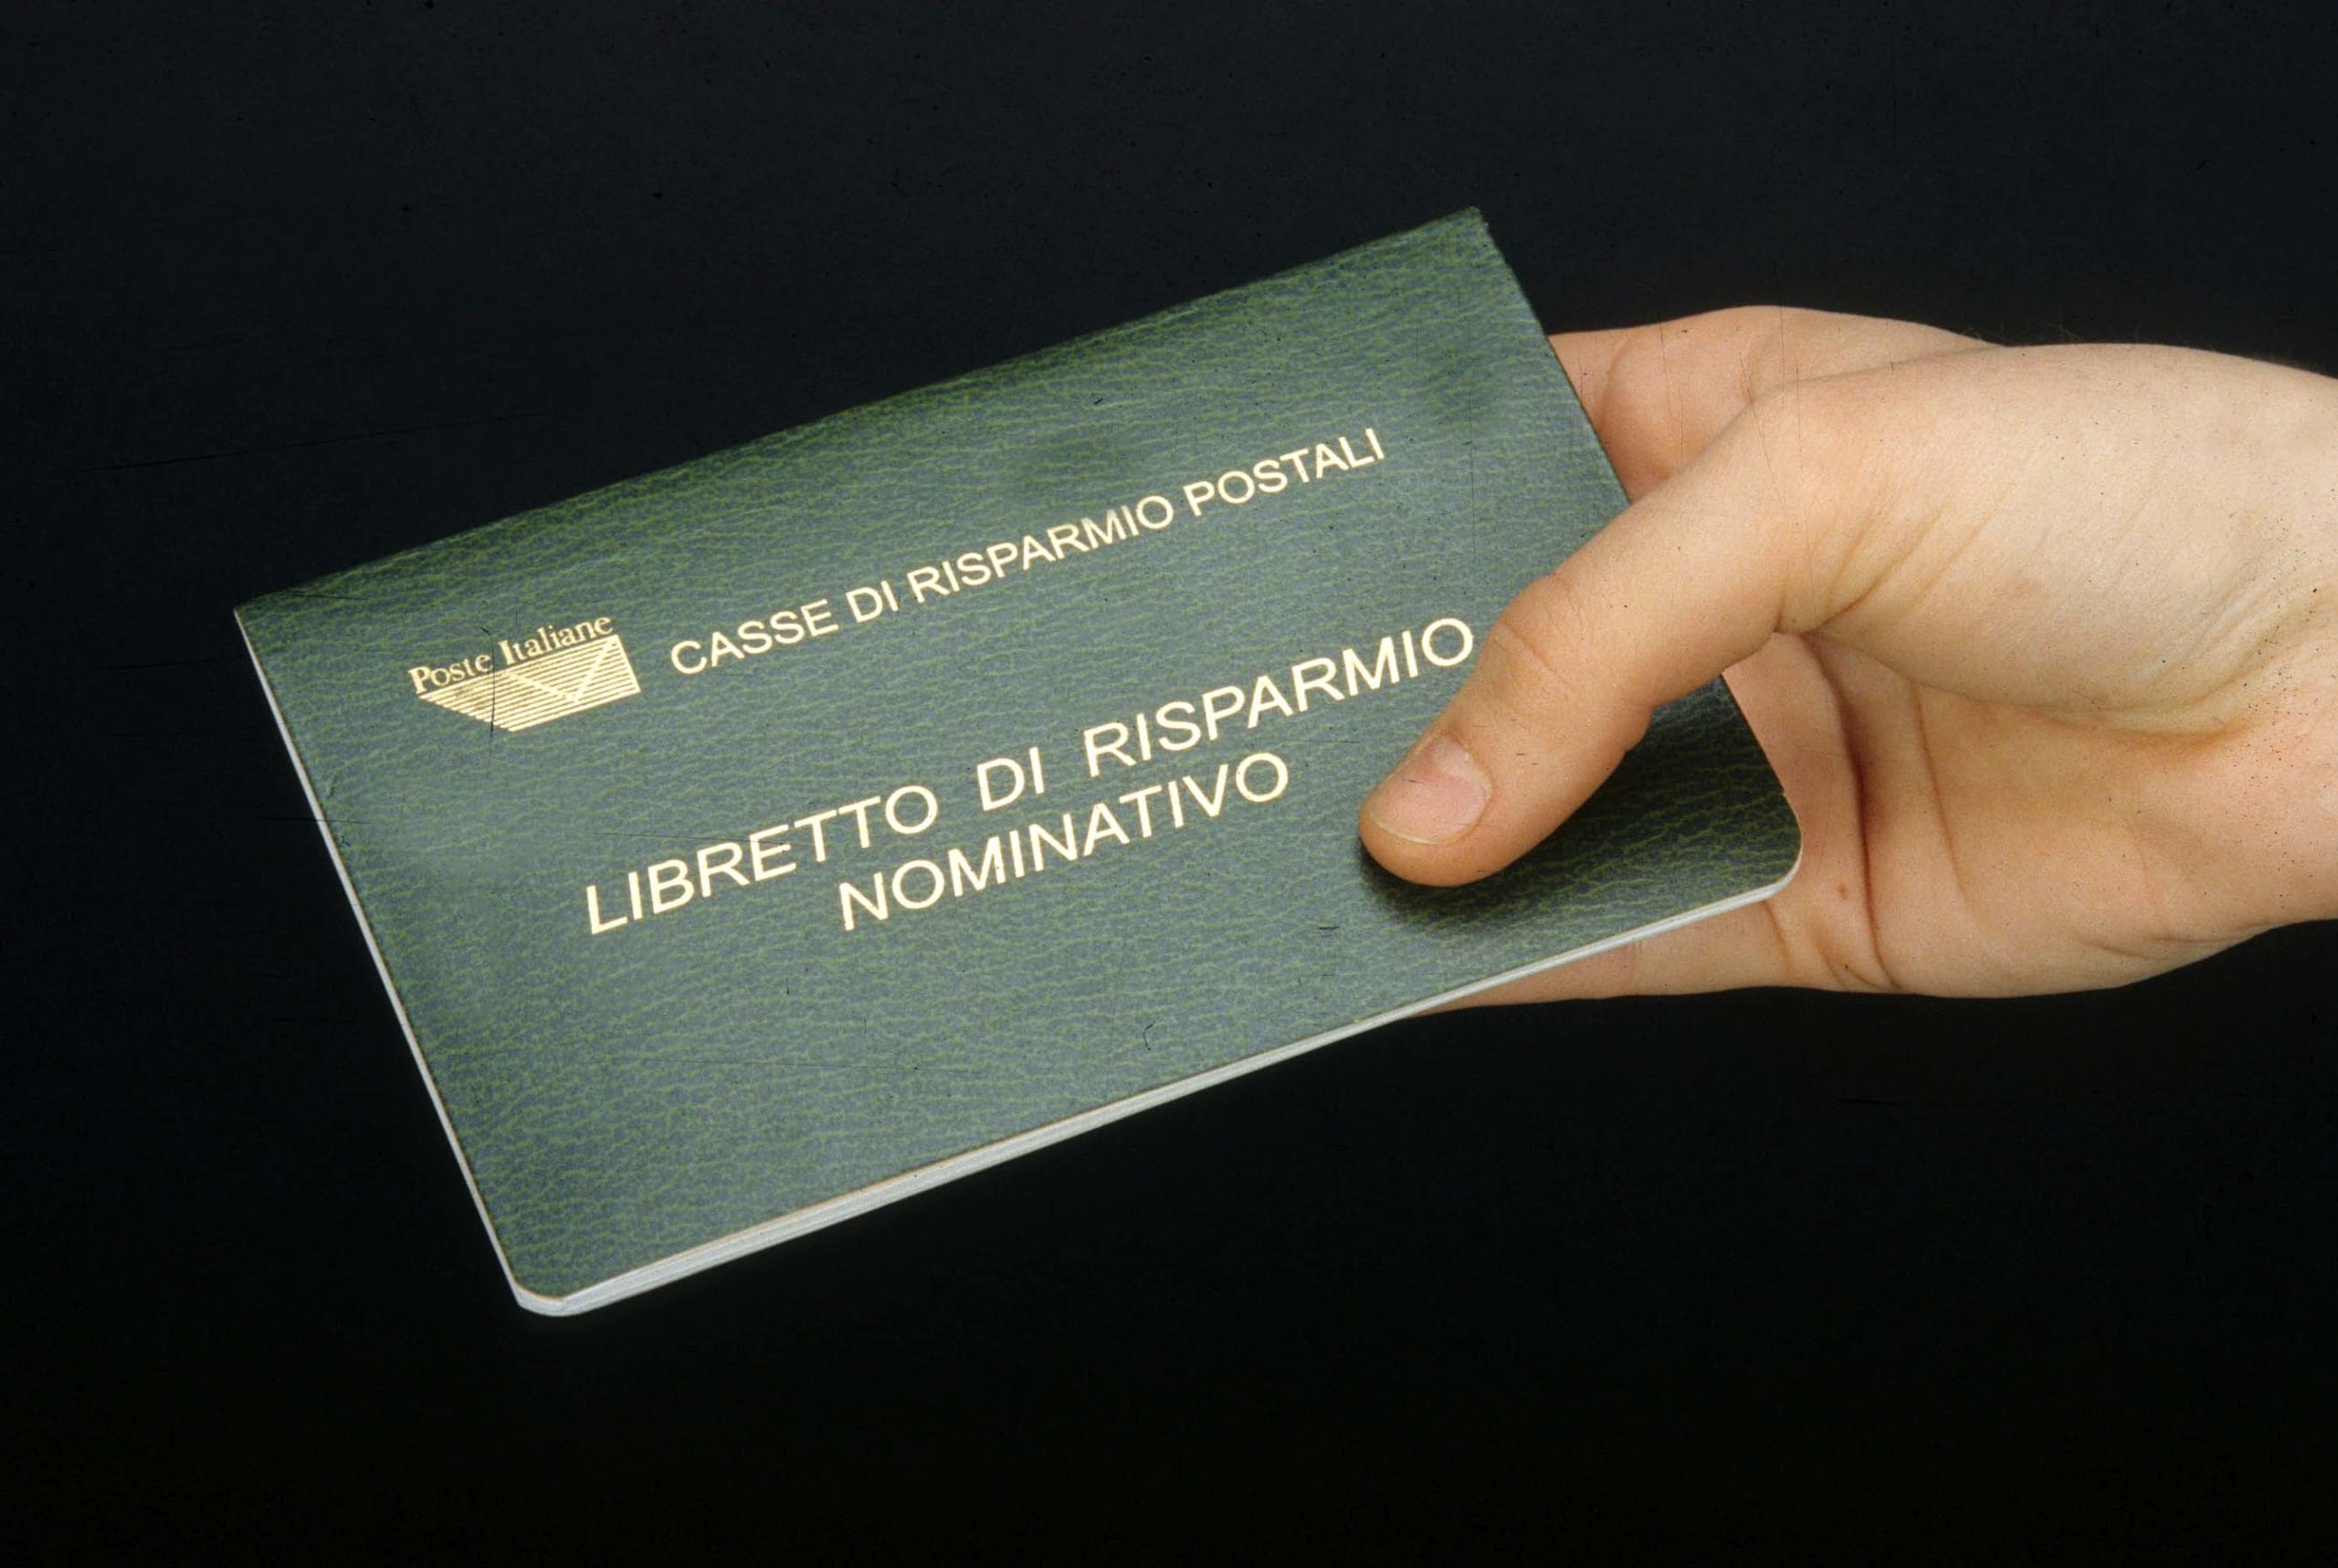 Poste Italiane
CASSE DI RISPARMIO POSTALI
LIBRETTO DI RISPARMIO
NOMINATIVO